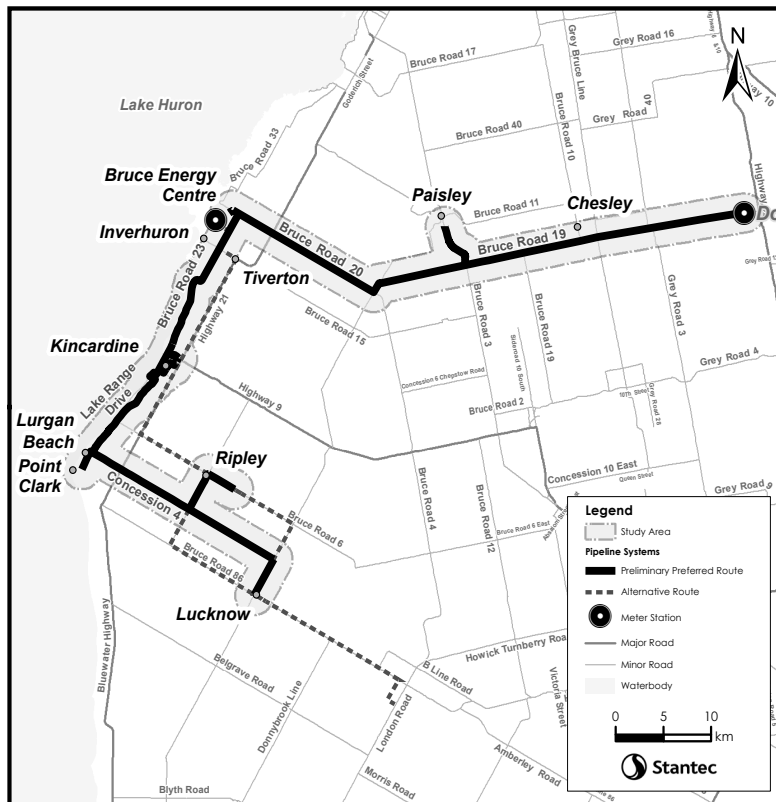 Bruce Road 17
Grey Bruce Line
Grey Road 16
Highway 6
&10
N
Lake Huron
Goderich Street
Highway 10
Grey Road 40
Bruce Road 33
Bruce Road 40
Bruce Road 10
Bruce Energy
Centre
Paisley
Bruce Road 11
Chesley
Highway
Do
Inverhuron
Bruce Road 20
Bruce Road 19
Bruce Road 23
Tiverton
Highway 21
Bruce Road 15
Bruce Road 3
Bruce Road 19
Grey Road 3
Kincardine
Lake Range
Drive
Sideroad 10 South
Grey Road 4
Concession 6 Chepstow Road
Highway 9
10th Street
Grey Road 25
Bruce Road 2
Lurgan
Beach
Point
Clark
Ripley
Concession 10 East
Grey Road 9
Concession 4
Bruce Road 4
Bruce Road 6
Bruce Road 6 East
Bruce Road 12
Bruce Road 86
Lucknow
Bluewater Highway
Belgrave Road
Donnybrook Line
Howick Turnberry Roa
B Line Road
Victoria Street
London Road
Amberley Road
Morris Road
Blyth Road
Legend
Study Area
Pipeline Systems
Preliminary Preferred Route
Alternative Route
Meter Station
Major Road
Minor Road
Waterbody
0 5 10
km
Stantec